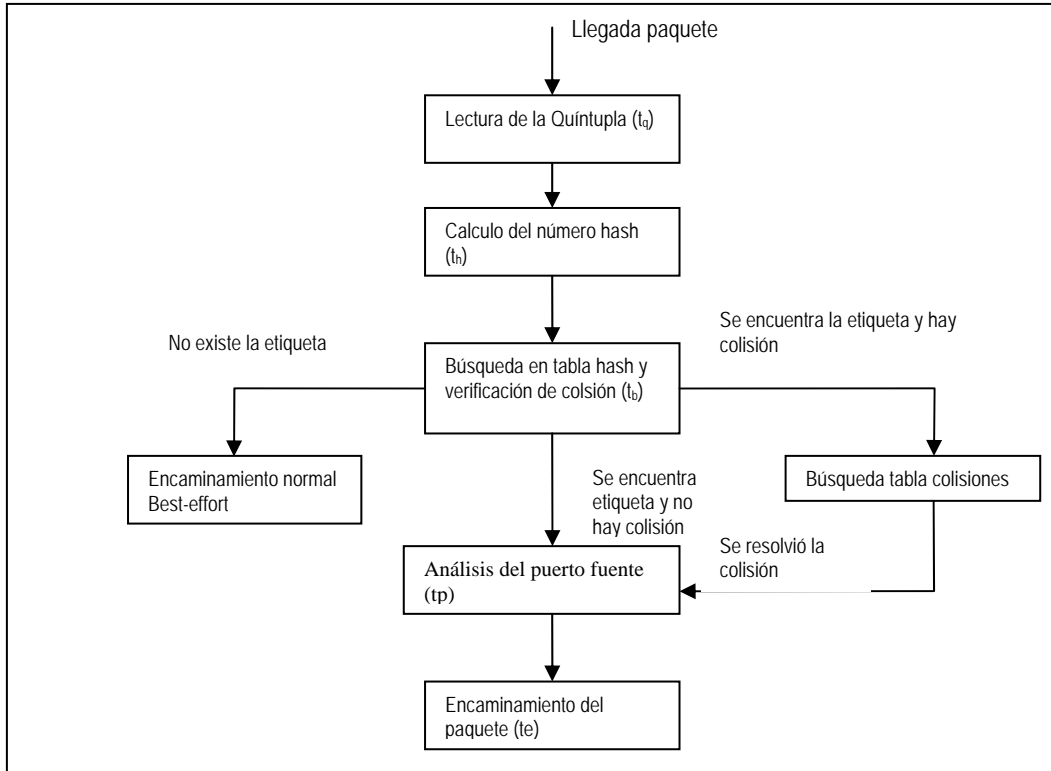 Llegada paquete
Lectura de la Quíntupla (tq)
Calculo del número hash
(th)
No existe la etiqueta
Se encuentra la etiqueta y hay
colisión
Búsqueda en tabla hash y
verificación de colsión (tb)
Encaminamiento normal
Best-effort
Se encuentra
etiqueta y no
hay colisión
Búsqueda tabla colisiones
Se resolvió la
colisión
Análisis del puerto fuente
(tp)
Encaminamiento del
paquete (te)